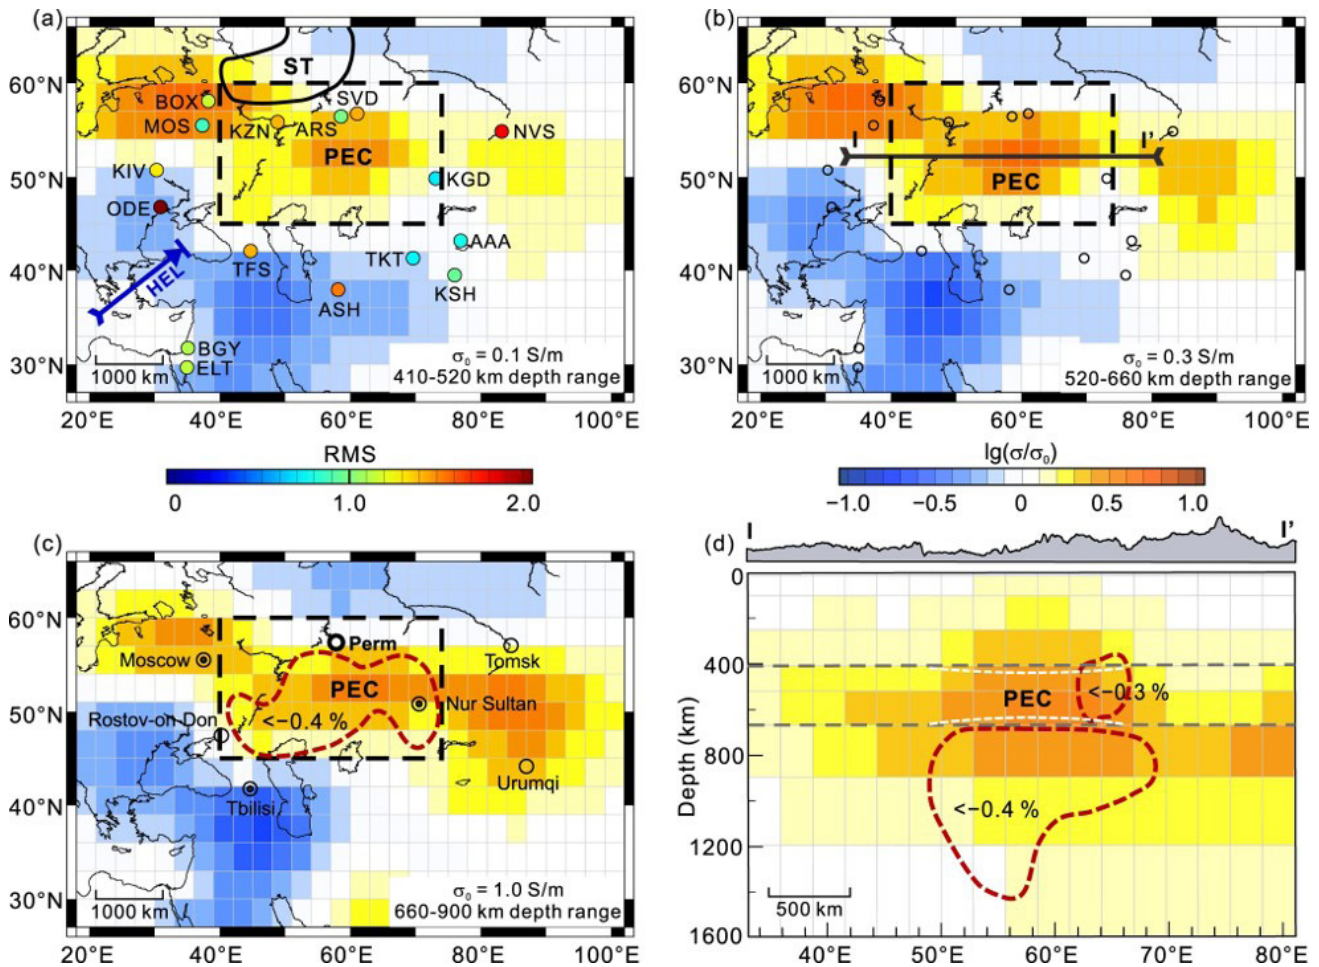 (a)
ST
60°N
BOX
SVD
MOS
KZN
ARS
NVS
PEC
KIV
50°N
KGD
ODE
AAA
TKT
40°N
HEL
TFS
KSH
ASH
BGY
30°N
ELT
1000 km
σ₀ = 0.1 S/m
410-520 km depth range
20°E
40°E
60°E
80°E
100°E
(b)
60°N
I
I’
50°N
PEC
40°N
30°N
1000 km
σ₀ = 0.3 S/m
520-660 km depth range
20°E
40°E
60°E
80°E
100°E
RMS
0
1.0
2.0
lg(σ/σ₀)
−1.0
−0.5
0
0.5
1.0
(c)
60°N
Perm
Moscow
Tomsk
PEC
Nur Sultan
50°N
Rostov-on Don
<−0.4 %
Urumqi
40°N
Tbilisi
30°N
1000 km
σ₀ = 1.0 S/m
660-900 km depth range
20°E
40°E
60°E
80°E
100°E
(d)
I
I’
0
400
PEC
<−0.3 %
Depth (km)
800
<−0.4 %
1200
500 km
1600
40°E
50°E
60°E
70°E
80°E